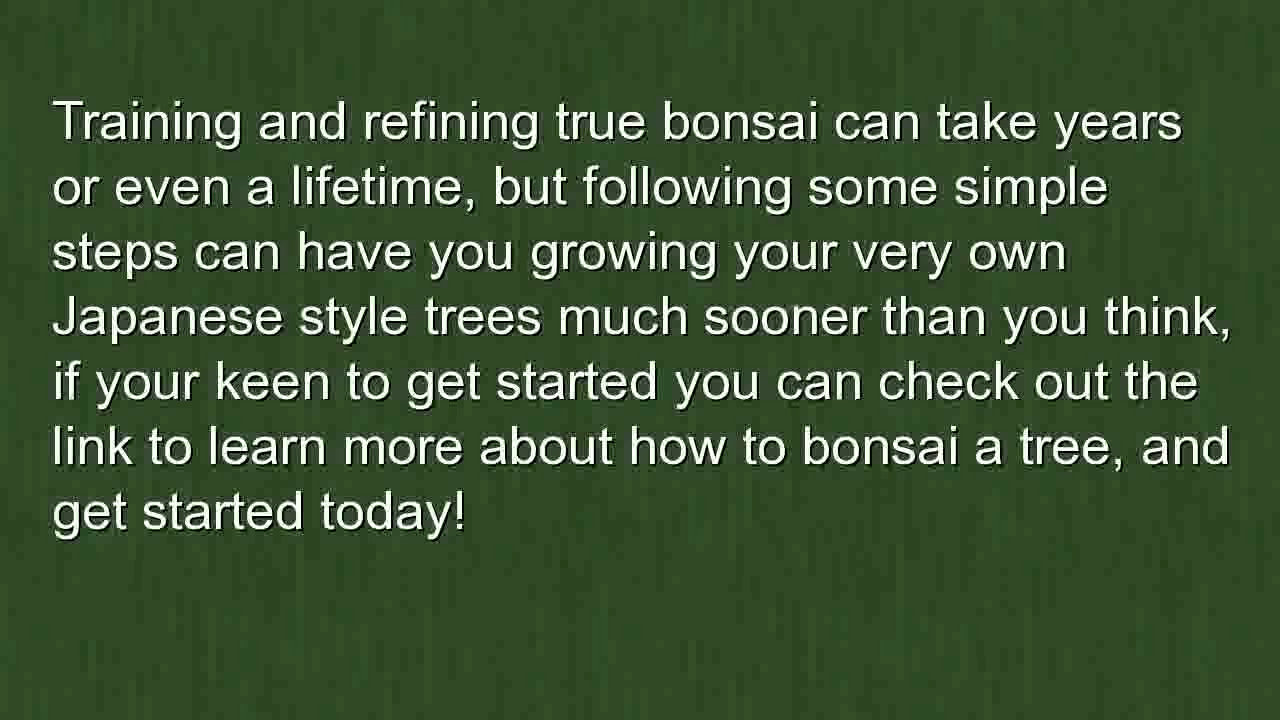 Training and refining true bonsai can take years
or even a lifetime, but following some simple
steps can have you growing your very own
Japanese style trees much sooner than you think,
if your keen to get started you can check out the
link to learn more about how to bonsai a tree, and
get started today!